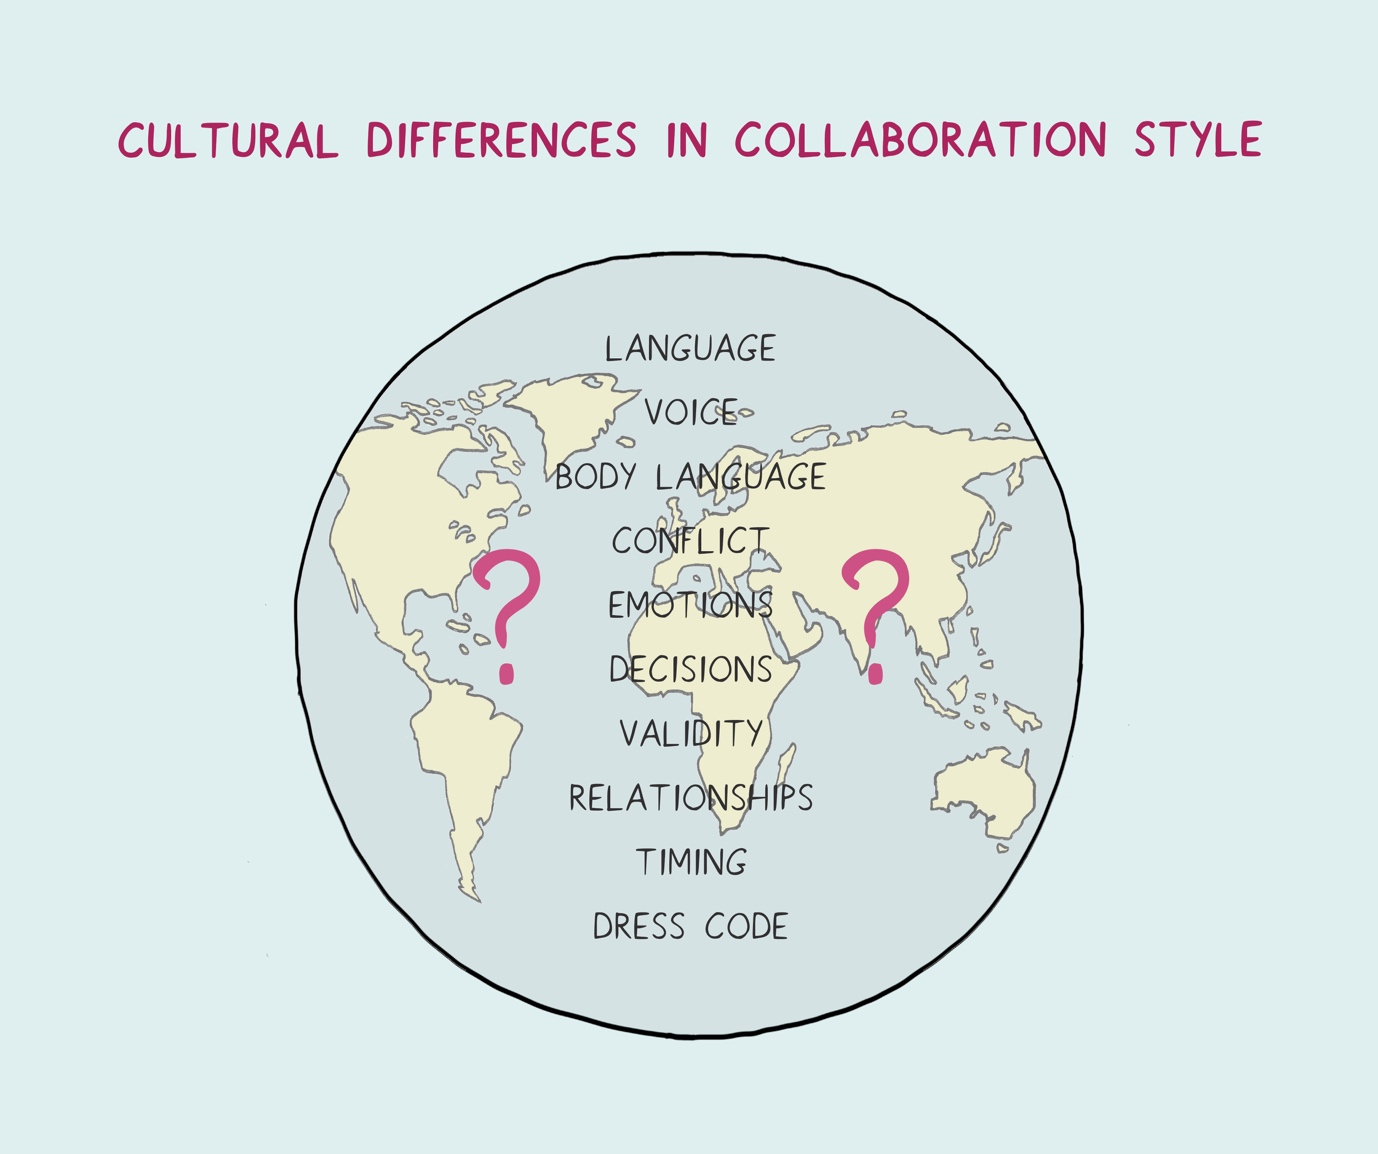 CULTURAL DIFFERENCES IN COLLABORATION STYLE
LANGUAGE
VOICE
BODY LANGUAGE
CONFLICT
? ?
EMOTIONS
DECISIONS
VALIDITY
RELATIONSHIPS
TIMING
DRESS CODE